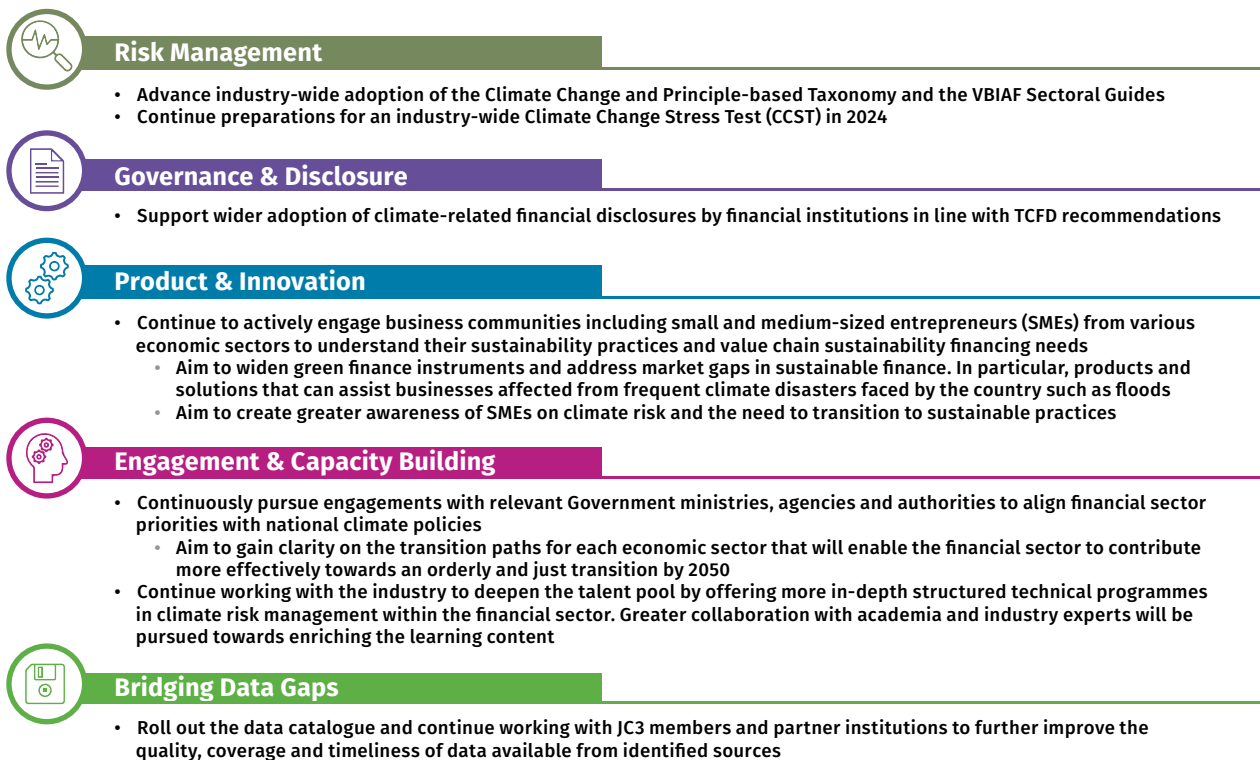 Risk Management
• Advance industry-wide adoption of the Climate Change and Principle-based Taxonomy and the VBIAF Sectoral Guides
• Continue preparations for an industry-wide Climate Change Stress Test (CCST) in 2024
Governance & Disclosure
• Support wider adoption of climate-related financial disclosures by financial institutions in line with TCFD recommendations
Product & Innovation
• Continue to actively engage business communities including small and medium-sized entrepreneurs (SMEs) from various
economic sectors to understand their sustainability practices and value chain sustainability financing needs
• Aim to widen green finance instruments and address market gaps in sustainable finance. In particular, products and
solutions that can assist businesses affected from frequent climate disasters faced by the country such as floods
• Aim to create greater awareness of SMEs on climate risk and the need to transition to sustainable practices
Engagement & Capacity Building
• Continuously pursue engagements with relevant Government ministries, agencies and authorities to align financial sector
priorities with national climate policies
• Aim to gain clarity on the transition paths for each economic sector that will enable the financial sector to contribute
more effectively towards an orderly and just transition by 2050
• Continue working with the industry to deepen the talent pool by offering more in-depth structured technical programmes
in climate risk management within the financial sector. Greater collaboration with academia and industry experts will be
pursued towards enriching the learning content
Bridging Data Gaps
• Roll out the data catalogue and continue working with JC3 members and partner institutions to further improve the
quality, coverage and timeliness of data available from identified sources